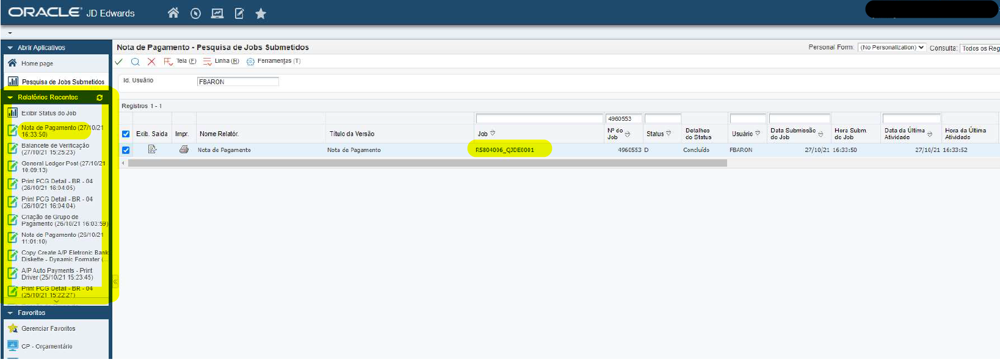 ORACLE JD Edwards
Abrir Aplicativos
Home page
Pesquisa de Jobs Submetidos
Relatórios Recentes
Exibir Status do Job
Nota de Pagamento (27/10/21
16:33:50)
Balancete de Verificação
(27/10/21 15:25:23)
General Ledger Post (27/10/21
10:09:13)
Print PCG Detail - BR - 04
(26/10/21 16:04:05)
Print PCG Detail - BR - 04
(26/10/21 16:04:04)
Criação de Grupo de
Pagamento (26/10/21 16:03:59)
Nota de Pagamento (26/10/21
11:01:10)
Copy Create A/P Eletronic Bank
Diskette - Dynamic Formater (...
A/P Auto Payments - Print
Driver (25/10/21 15:23:45)
Print PCG Detail - BR - 04
(25/10/21 15:22:27)
Favoritos
Gerenciar Favoritos
CP - Orçamentário
Nota de Pagamento - Pesquisa de Jobs Submetidos
Personal Form: (No Personalization) Consulta: Todos os Reg
Tela (F) Linha (R) Ferramentas (T)
Id. Usuário FBARON
Registros 1 - 1
4960553
Exib. Saída Impr. Nome Relatór. Título da Versão Job Nº do Job Status Detalhes do Status Usuário Data Submissão do Job Hora Subm. do Job Data da Última Atividade Hora da Última Atividade
Nota de Pagamento Nota de Pagamento R5804006_QJDE0001 4960553 D Concluído FBARON 27/10/21 16:33:50 27/10/21 16:33:52